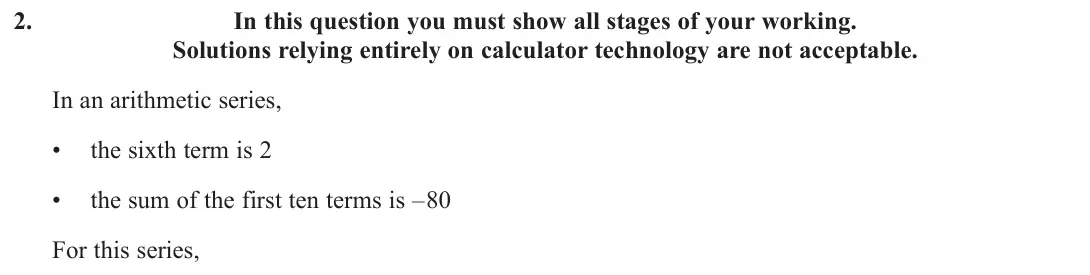 2. In this question you must show all stages of your working.
Solutions relying entirely on calculator technology are not acceptable.
In an arithmetic series,
• the sixth term is 2
• the sum of the first ten terms is –80
For this series,